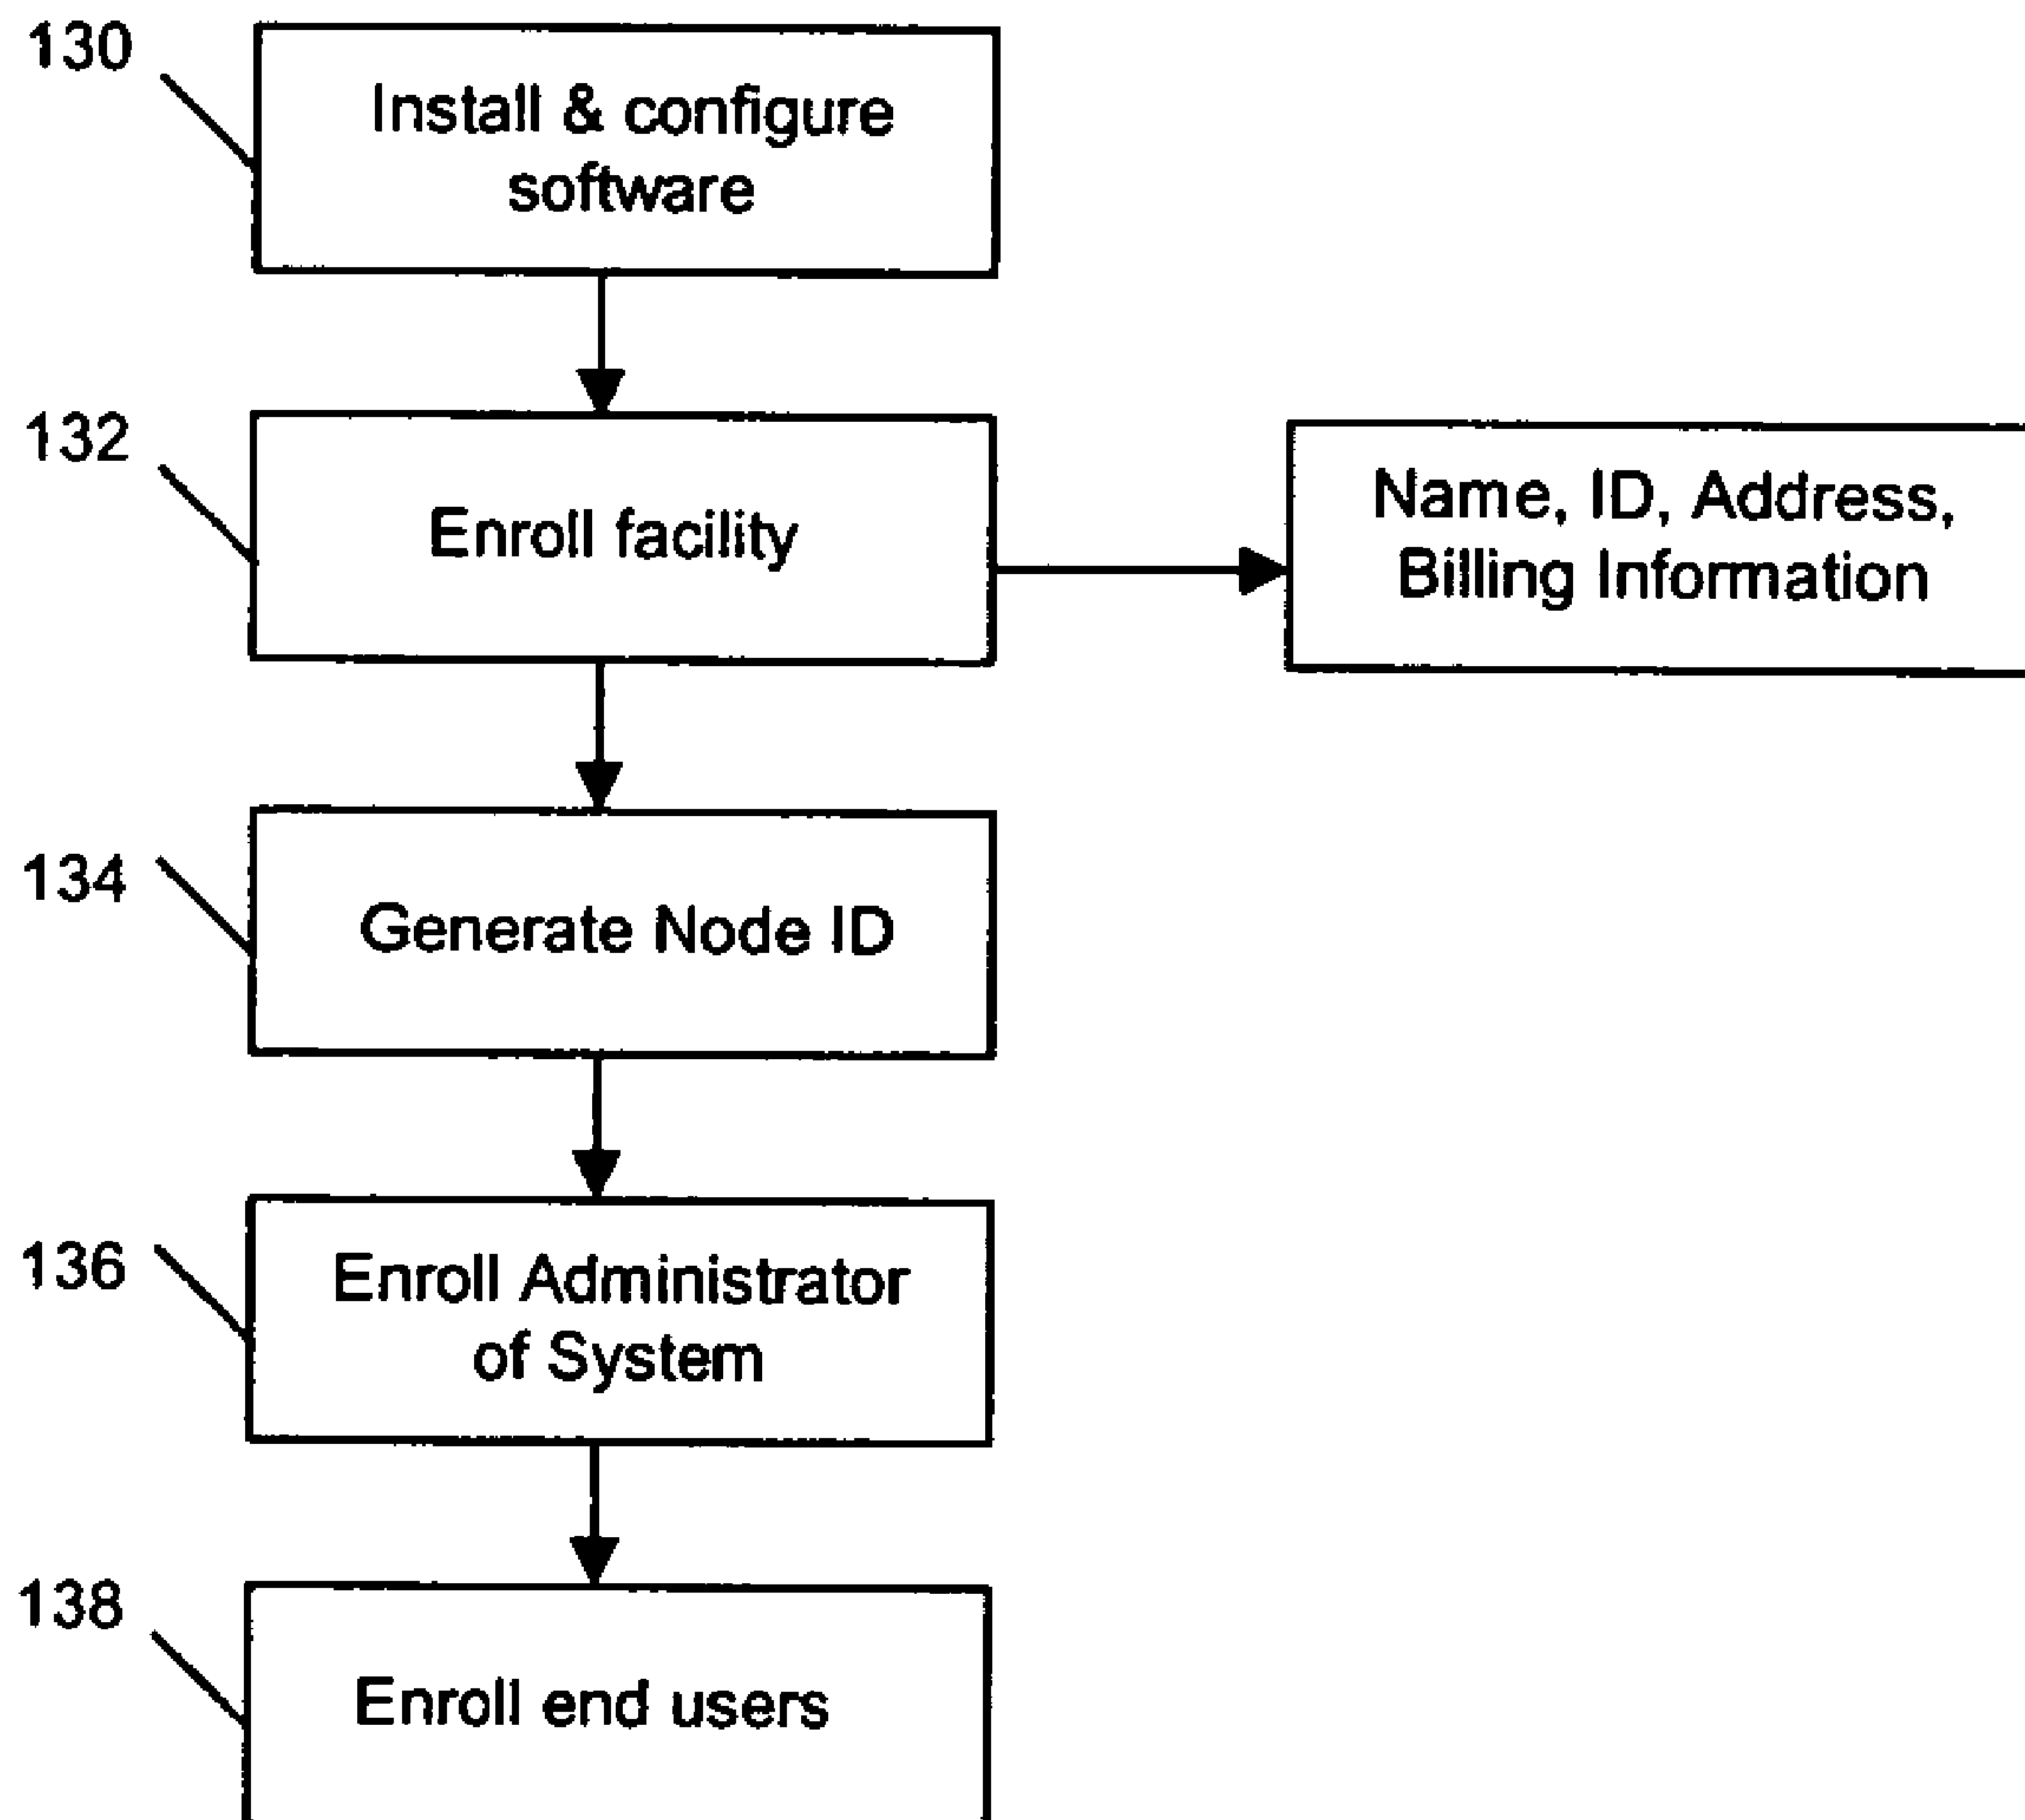 130
Install & configure
software
132
Enroll facility
Name, ID, Address,
Billing Information
134
Generate Node ID
136
Enroll Administrator
of System
138
Enroll end users